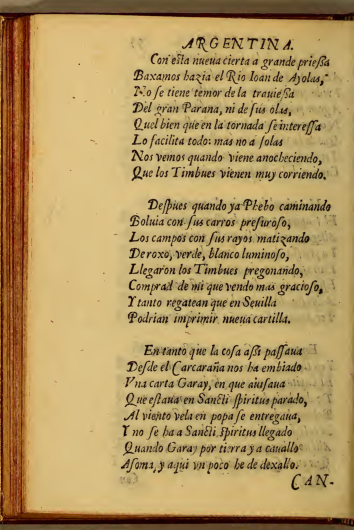 ARGENTINA.
Con esta nueua cierta a grande prießa
Baxamos hazia el Rio Ioan de Ayolas,
No se tiene temor de la trauießa
Del gran Parana, ni de sus olas,
Quel bien que en la tornada se interessa
Lo facilita todo: mas no a solas
Nos vemos quando viene anocheciendo,
Que los Timbues vienen muy corriendo.
Despues quando ya Phebo caminando
Boluia con sus carros presuroso,
Los campos con sus rayos matizando
De roxo, verde, blanco luminoso,
Llegaron los Timbues pregonando,
Comprad de mi que vendo mas gracioso,
Y tanto regatean que en Seuilla
Podrian imprimir nueua cartilla.
En tanto que la cosa aßi passaua
Desde el Carcaraña nos ha embiado
Vna carta Garay, en que auisaua
Que estaua en Sancti spiritus parado,
Al viento vela en popa se entregaua,
Y no se ha a Sancti spiritus llegado
Quando Garay por tierra y a cauallo
Asoma, y aqui vn poco he de dexallo.
CAN-